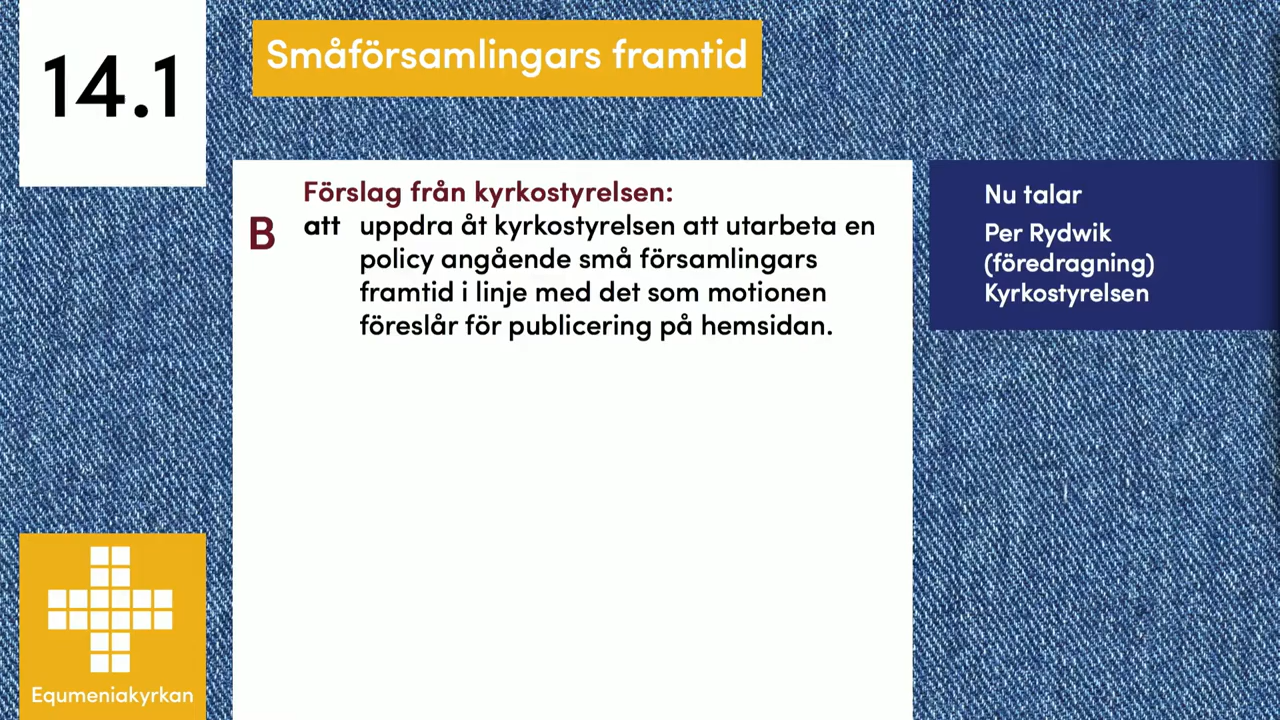 14.1
Småförsamlingars framtid
Förslag från kyrkostyrelsen:
B att uppdra åt kyrkostyrelsen att utarbeta en
policy angående små församlingars
framtid i linje med det som motionen
föreslår för publicering på hemsidan.
Nu talar
Per Rydwik
(föredragning)
Kyrkostyrelsen
Equmeniakyrkan